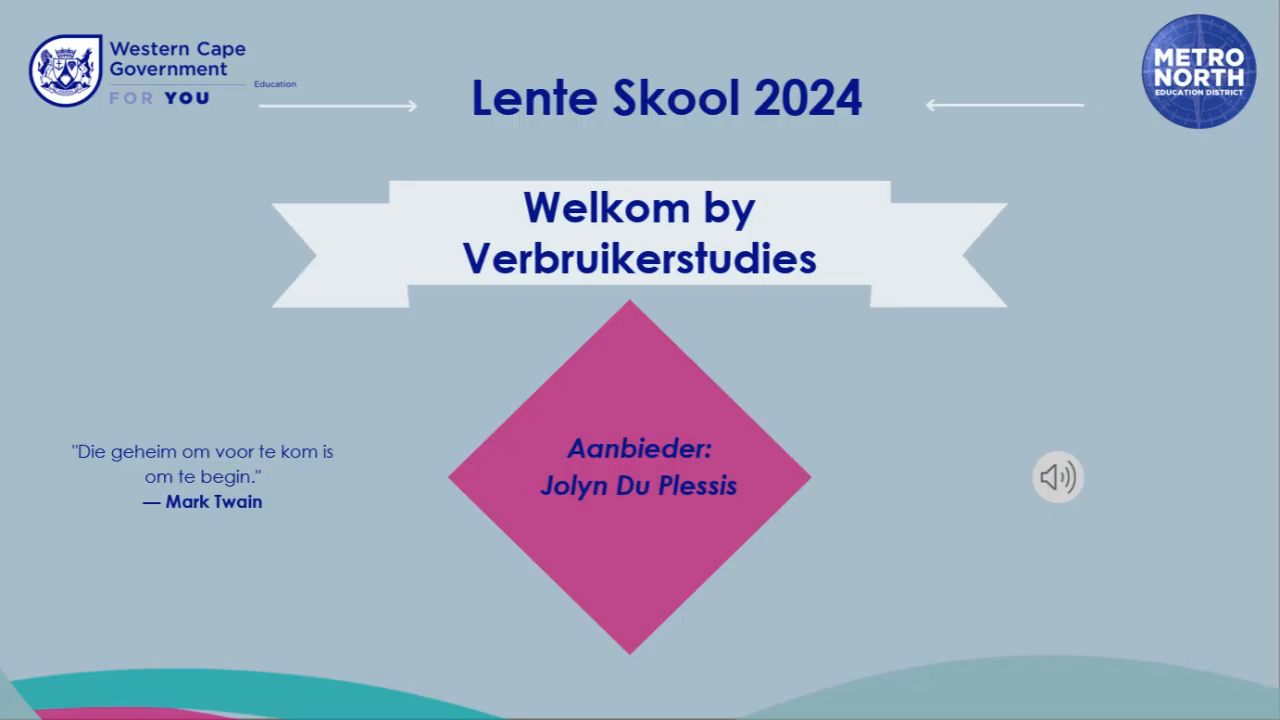 Western Cape
Government
Education
FOR YOU
METRO
NORTH
EDUCATION DISTRICT
Lente Skool 2024
Welkom by
Verbruikerstudies
"Die geheim om voor te kom is
om te begin."
— Mark Twain
Aanbieder:
Jolyn Du Plessis